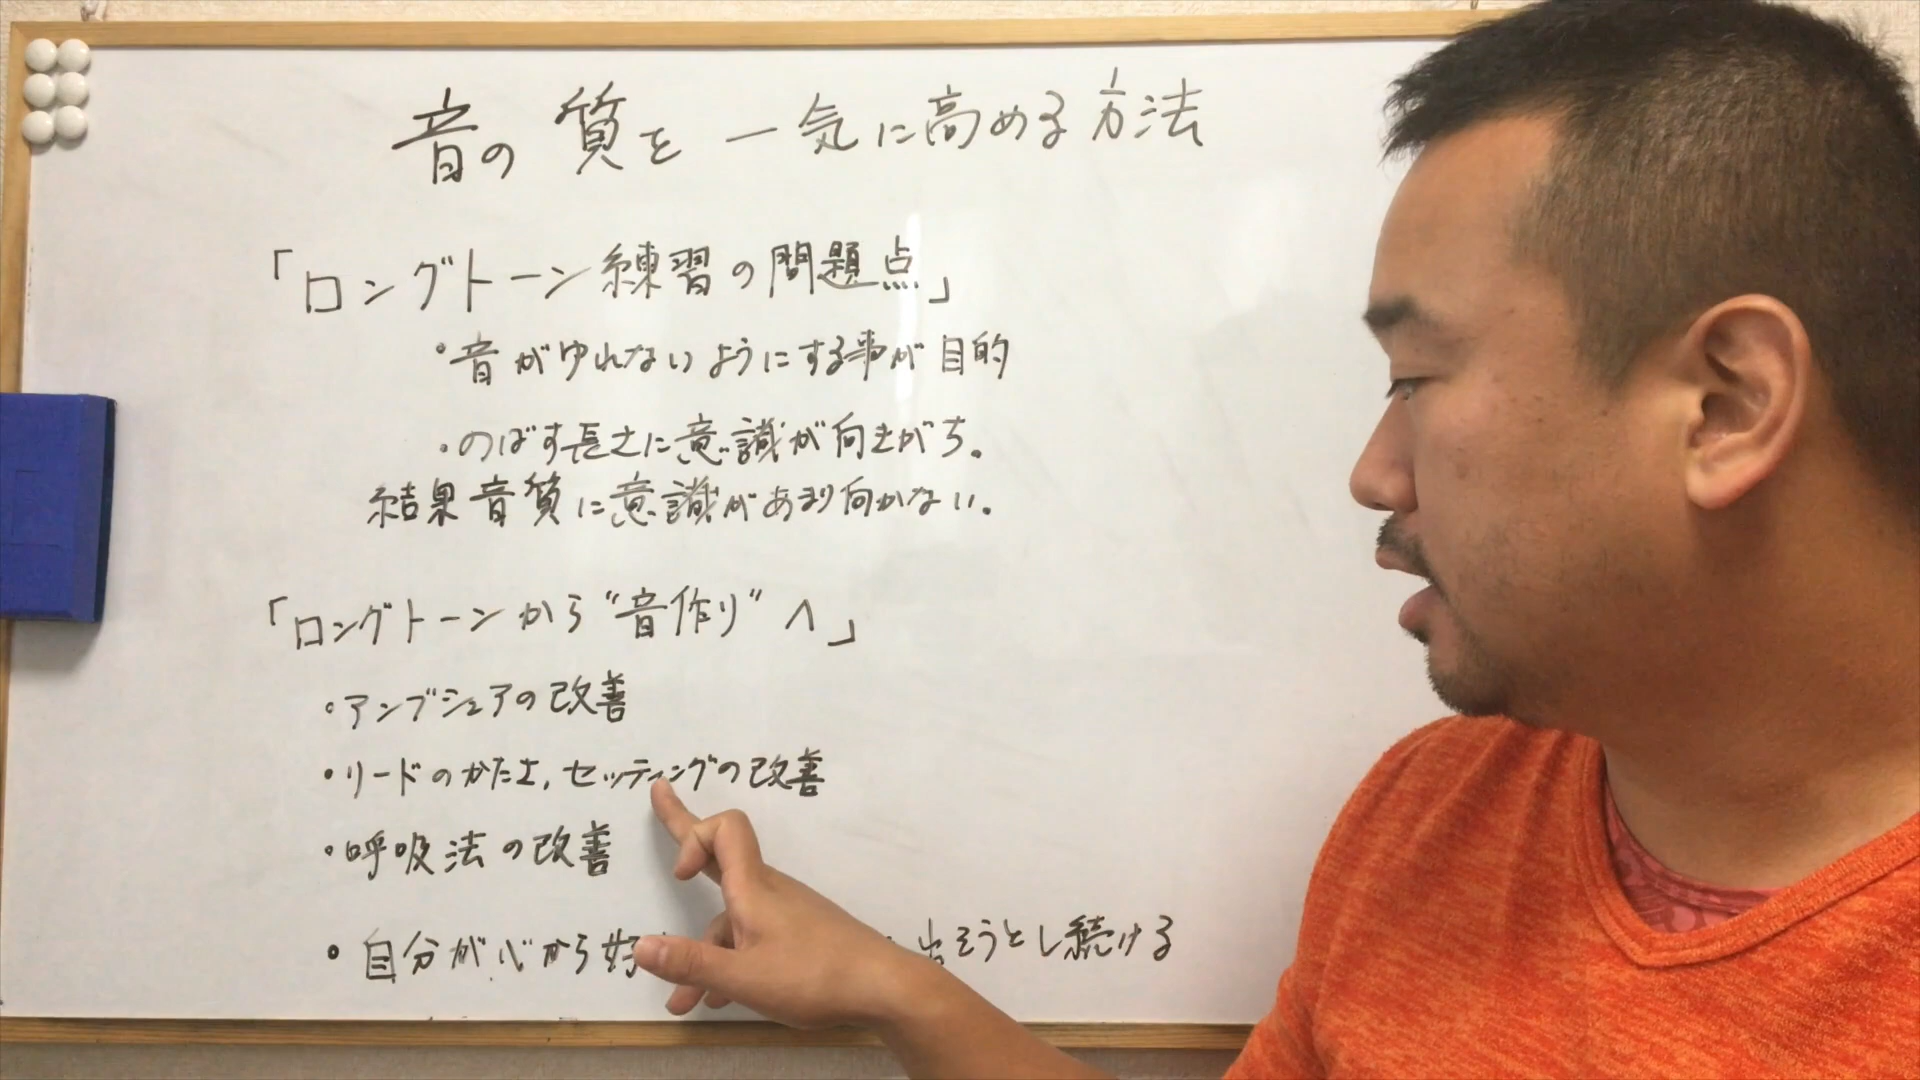 音の質を一気に高める方法
「ロングトーン練習の問題点」
・音がゆれないようにする事が目的
・のばす長さに意識が向きがち。
結果音質に意識があまり向かない。
「ロングトーンから"音作り"へ」
・アンブシュアの改善
・リードのかたさ、セッティングの改善
・呼吸法の改善
・自分が心から好 出そうとし続ける